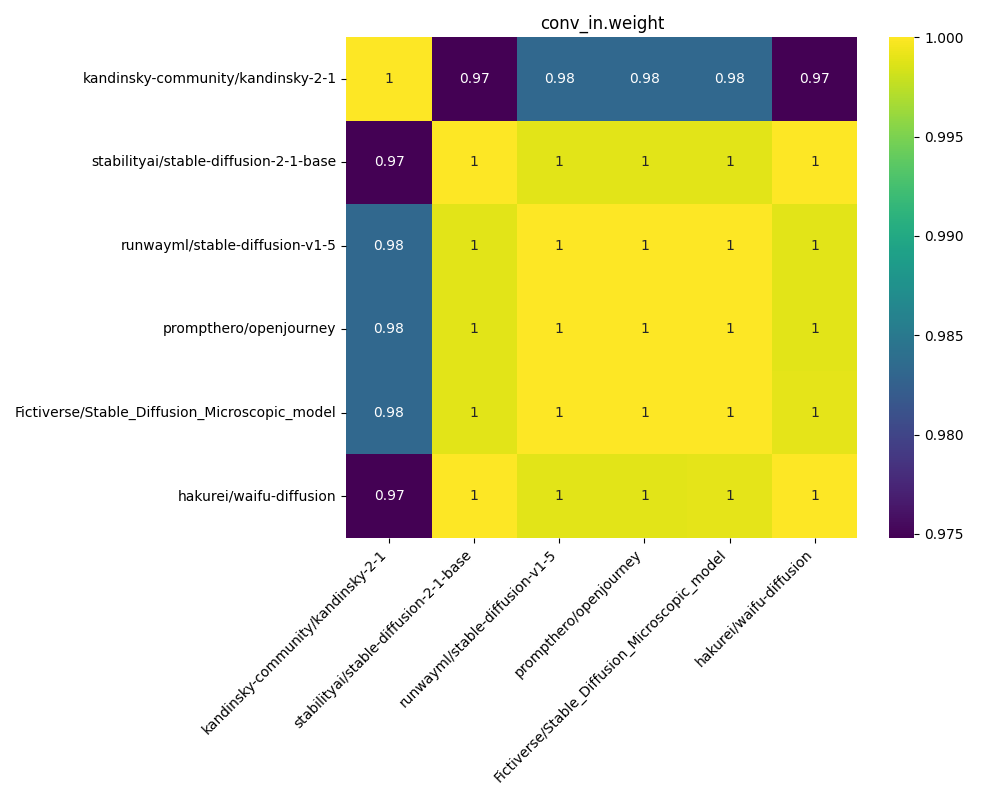 conv_in.weight
kandinsky-community/kandinsky-2-1 1 0.97 0.98 0.98 0.98 0.97
stabilityai/stable-diffusion-2-1-base 0.97 1 1 1 1 1
runwayml/stable-diffusion-v1-5 0.98 1 1 1 1 1
prompthero/openjourney 0.98 1 1 1 1 1
Fictiverse/Stable_Diffusion_Microscopic_model 0.98 1 1 1 1 1
hakurei/waifu-diffusion 0.97 1 1 1 1 1
kandinsky-community/kandinsky-2-1
stabilityai/stable-diffusion-2-1-base
runwayml/stable-diffusion-v1-5
prompthero/openjourney
Fictiverse/Stable_Diffusion_Microscopic_model
hakurei/waifu-diffusion
1.000
0.995
0.990
0.985
0.980
0.975